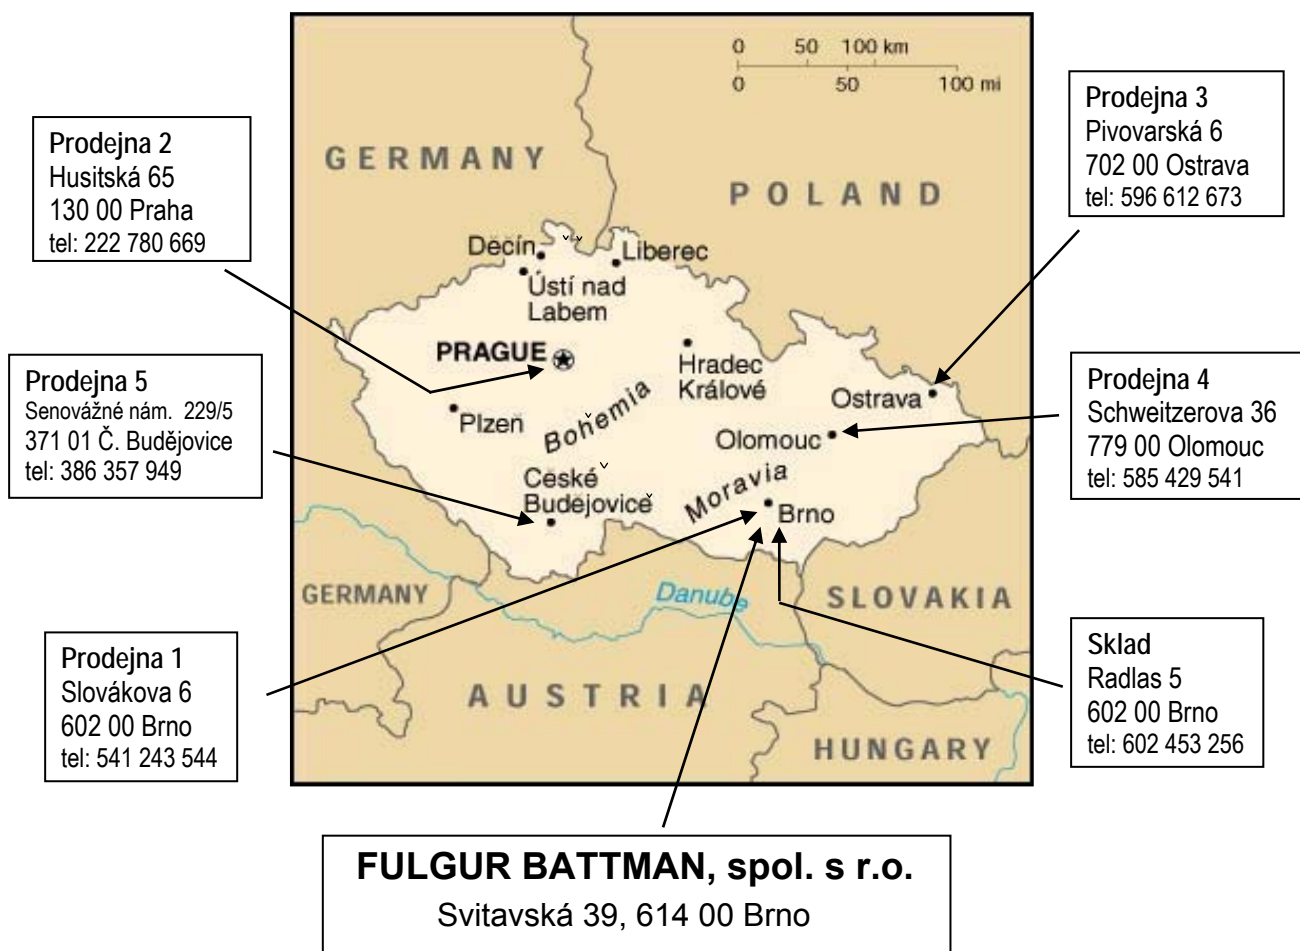 0 50 100 km
0 50 100 mi
Prodejna 3
Pivovarská 6
702 00 Ostrava
tel: 596 612 673
Prodejna 2
Husitská 65
130 00 Praha
tel: 222 780 669
GERMANY
POLAND
Děčín
Liberec
Ústí nad
Labem
PRAGUE
Hradec
Králové
Prodejna 5
Senovážné nám. 229/5
371 01 Č. Budějovice
tel: 386 357 949
Prodejna 4
Schweitzerova 36
779 00 Olomouc
tel: 585 429 541
Plzeň
Bohemia
Ostrava
Olomouc
České
Budějovice
Moravia
Brno
GERMANY
Danube
SLOVAKIA
Prodejna 1
Slovákova 6
602 00 Brno
tel: 541 243 544
AUSTRIA
HUNGARY
Sklad
Radlas 5
602 00 Brno
tel: 602 453 256
FULGUR BATTMAN, spol. s r.o.
Svitavská 39, 614 00 Brno